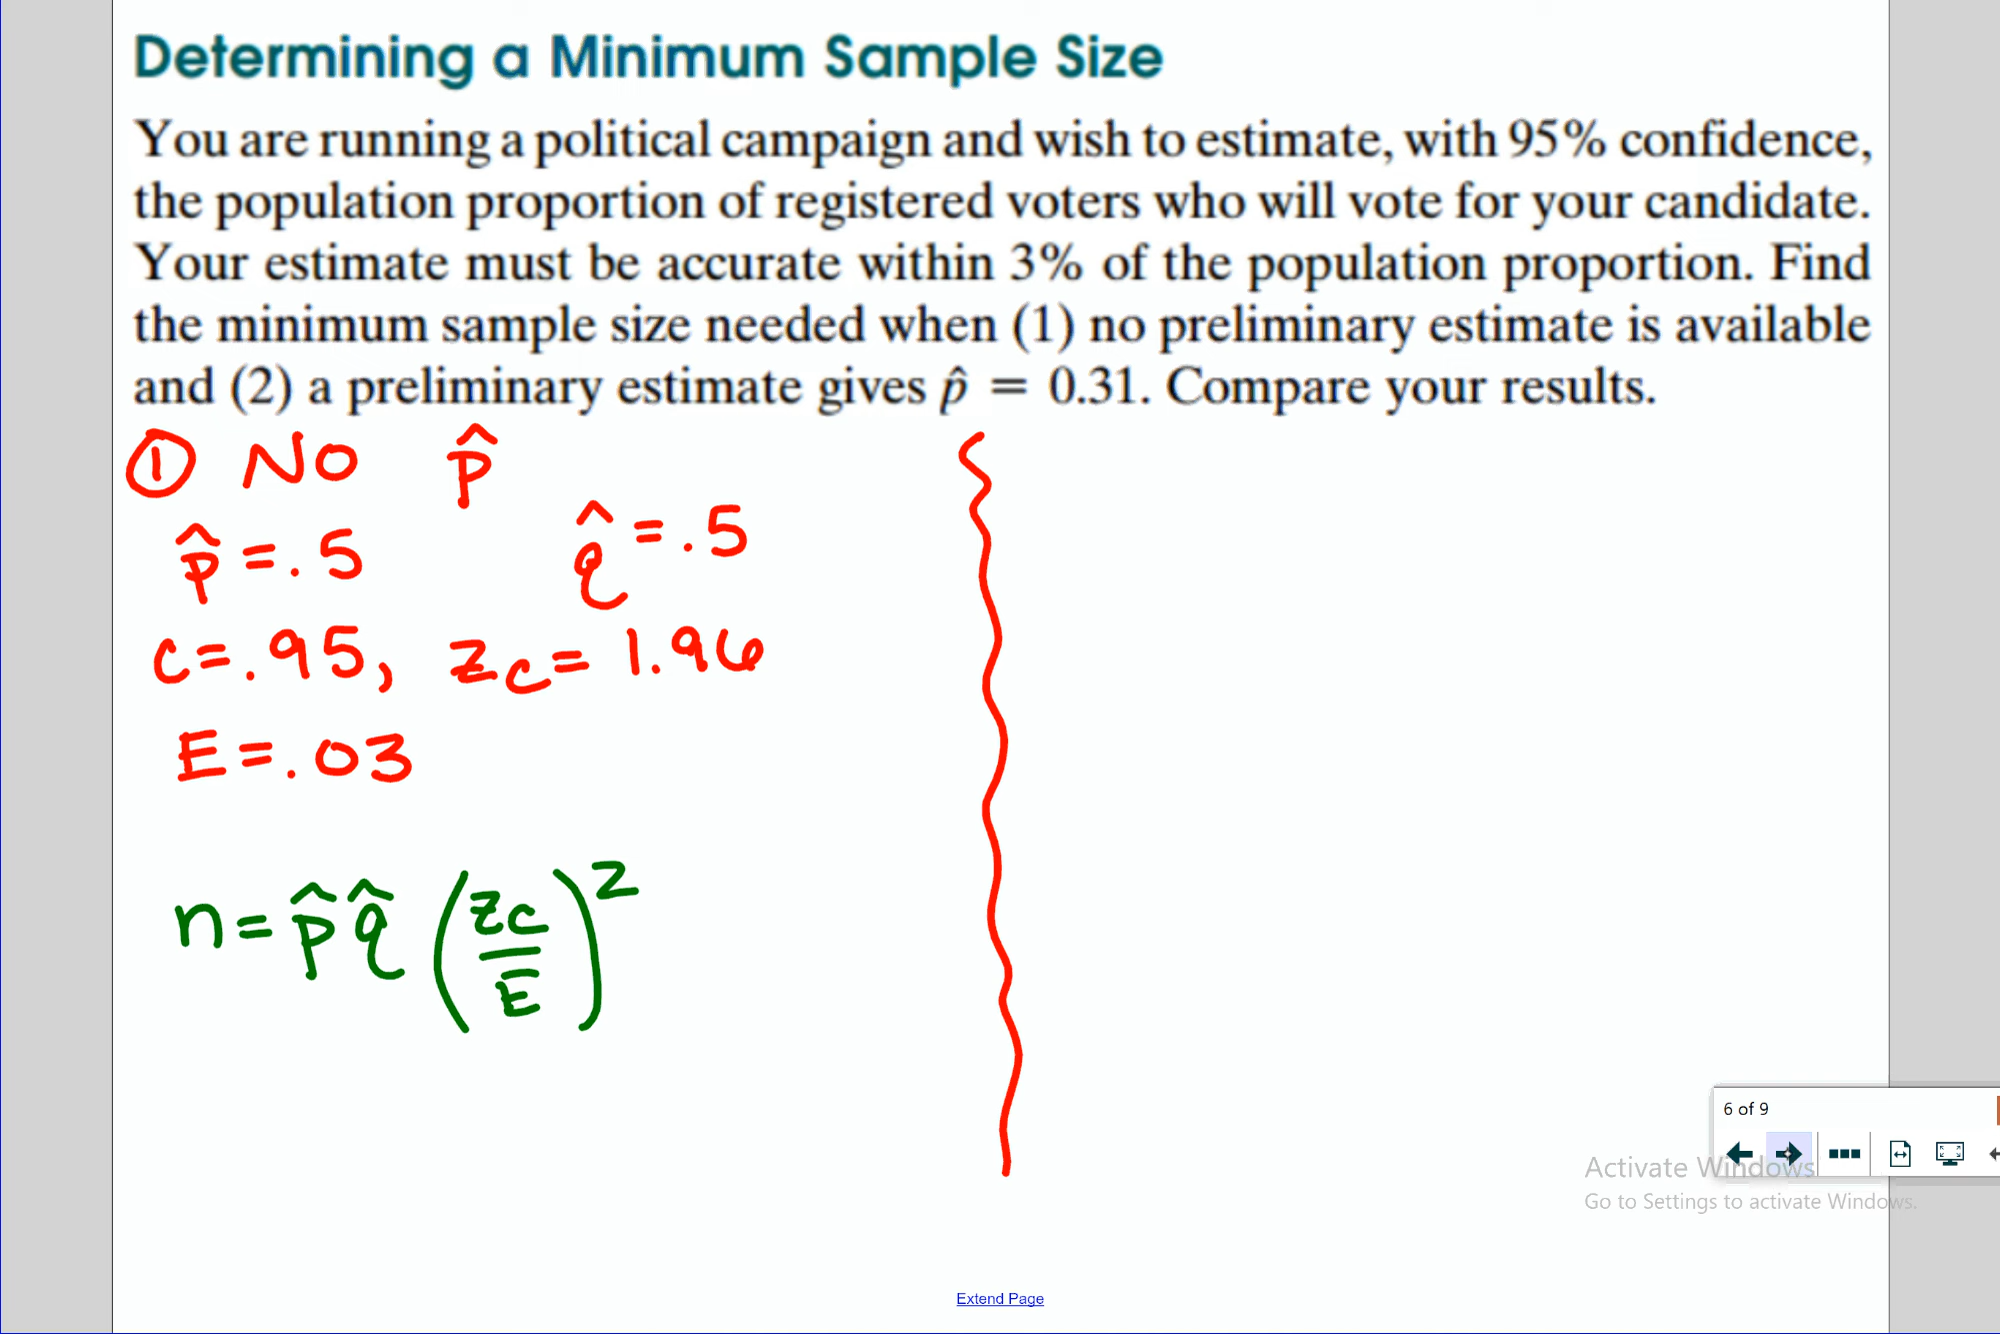 Determining a Minimum Sample Size
You are running a political campaign and wish to estimate, with 95% confidence,
the population proportion of registered voters who will vote for your candidate.
Your estimate must be accurate within 3% of the population proportion. Find
the minimum sample size needed when (1) no preliminary estimate is available
and (2) a preliminary estimate gives p̂ = 0.31. Compare your results.
① NO p̂
p̂ = .5 q̂ = .5
c = .95, zc = 1.96
E = .03
n = p̂ q̂ (zc/E)²
6 of 9
Activate Windows
Go to Settings to activate Windows.
Extend Page